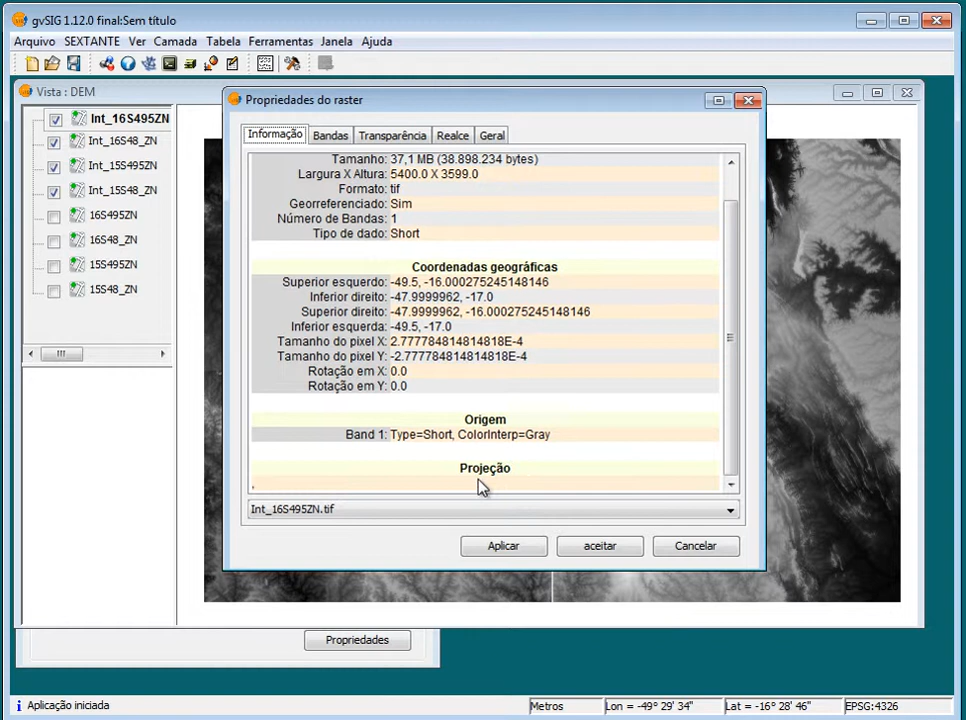 gvSIG 1.12.0 final:Sem título
Arquivo SEXTANTE Ver Camada Tabela Ferramentas Janela Ajuda
Vista : DEM
Int_16S495ZN
Int_16S48_ZN
Int_15S495ZN
Int_15S48_ZN
16S495ZN
16S48_ZN
15S495ZN
15S48_ZN
Propriedades do raster
Informação Bandas Transparência Realce Geral
Tamanho: 37,1 MB (38.898.234 bytes)
Largura X Altura: 5400.0 X 3599.0
Formato: tif
Georreferenciado: Sim
Número de Bandas: 1
Tipo de dado: Short
Coordenadas geográficas
Superior esquerdo: -49.5, -16.000275245148146
Inferior direito: -47.9999962, -17.0
Superior direito: -47.9999962, -16.000275245148146
Inferior esquerda: -49.5, -17.0
Tamanho do pixel X: 2.7777848148148​18E-4
Tamanho do pixel Y: -2.777784814814818E-4
Rotação em X: 0.0
Rotação em Y: 0.0
Origem
Band 1: Type=Short, ColorInterp=Gray
Projeção
Int_16S495ZN.tif
Aplicar aceitar Cancelar
Propriedades
Aplicação iniciada
Metros
Lon = -49° 29' 34"
Lat = -16° 28' 46"
EPSG:4326